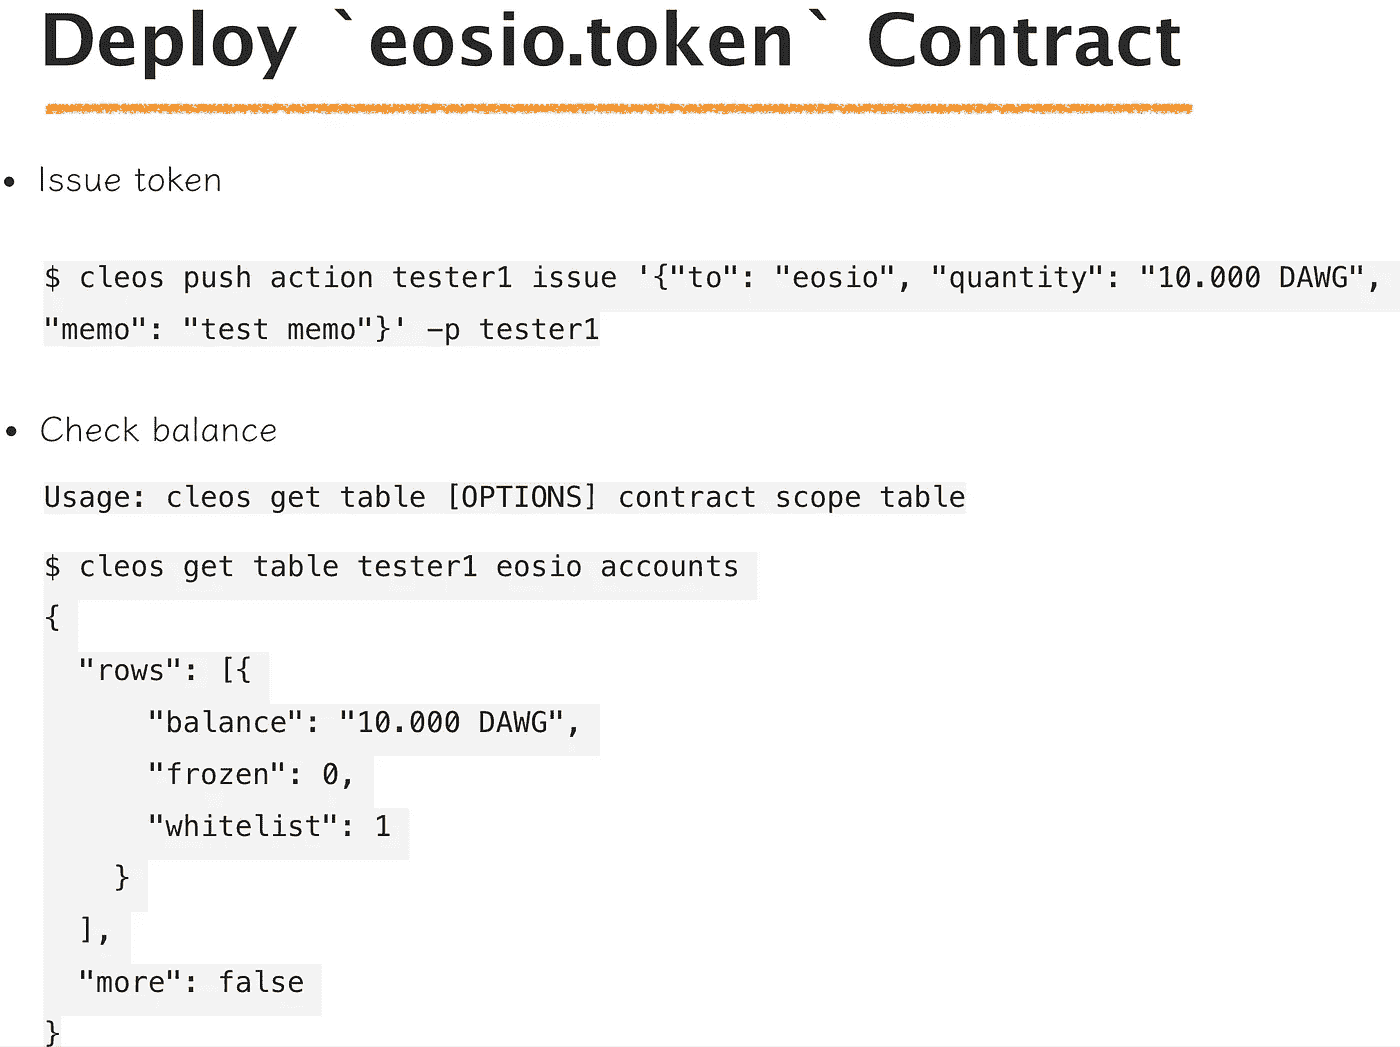 Deploy `eosio.token` Contract
• Issue token
$ cleos push action tester1 issue '{"to": "eosio", "quantity": "10.000 DAWG",
"memo": "test memo"}' –p tester1
• Check balance
Usage: cleos get table [OPTIONS] contract scope table
$ cleos get table tester1 eosio accounts
{
  "rows": [{
      "balance": "10.000 DAWG",
      "frozen": 0,
      "whitelist": 1
    }
  ],
  "more": false
}